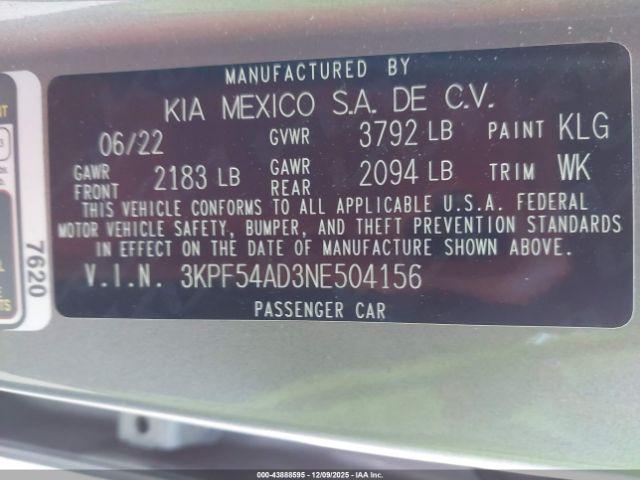 MANUFACTURED BY
KIA MEXICO S.A. DE C.V.
06/22 GVWR 3792 LB PAINT KLG
GAWR FRONT 2183 LB GAWR REAR 2094 LB TRIM WK
THIS VEHICLE CONFORMS TO ALL APPLICABLE U.S.A. FEDERAL
MOTOR VEHICLE SAFETY, BUMPER, AND THEFT PREVENTION STANDARDS
IN EFFECT ON THE DATE OF MANUFACTURE SHOWN ABOVE.
V.I.N. 3KPF54AD3NE504156
PASSENGER CAR
7620
000-43888595 - 12/09/2025 - IAA Inc.